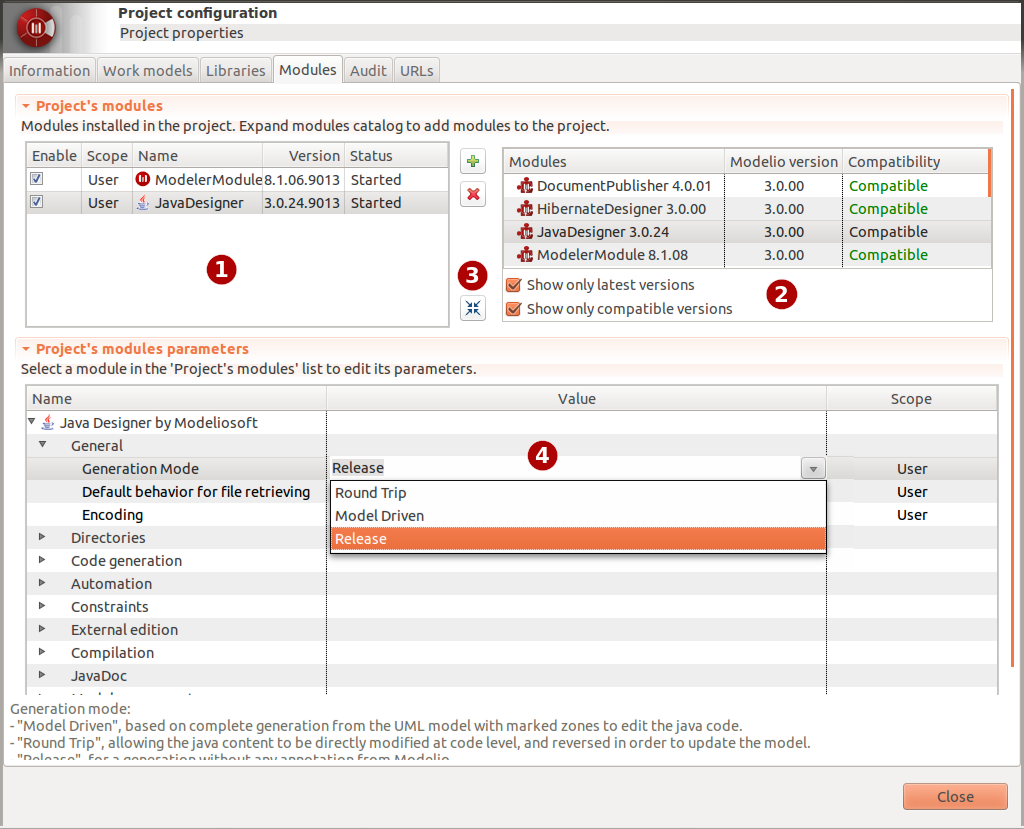 Project configuration
Project properties
Information Work models Libraries Modules Audit URLs
Project's modules
Modules installed in the project. Expand modules catalog to add modules to the project.
Enable Scope Name Version Status
User ModelerModule 8.1.06.9013 Started
User JavaDesigner 3.0.24.9013 Started
1
3
Modules Modelio version Compatibility
DocumentPublisher 4.0.01 3.0.00 Compatible
HibernateDesigner 3.0.00 3.0.00 Compatible
JavaDesigner 3.0.24 3.0.00 Compatible
ModelerModule 8.1.08 3.0.00 Compatible
Show only latest versions
2
Show only compatible versions
Project's modules parameters
Select a module in the 'Project's modules' list to edit its parameters.
Name Value Scope
Java Designer by Modeliosoft
General
4
Generation Mode Release User
Default behavior for file retrieving Round Trip User
Encoding Model Driven User
Directories Release
Code generation
Automation
Constraints
External edition
Compilation
JavaDoc
Generation mode:
- "Model Driven", based on complete generation from the UML model with marked zones to edit the java code.
- "Round Trip", allowing the java content to be directly modified at code level, and reversed in order to update the model.
- "Release", for a generation without any annotation from Modelio
Close